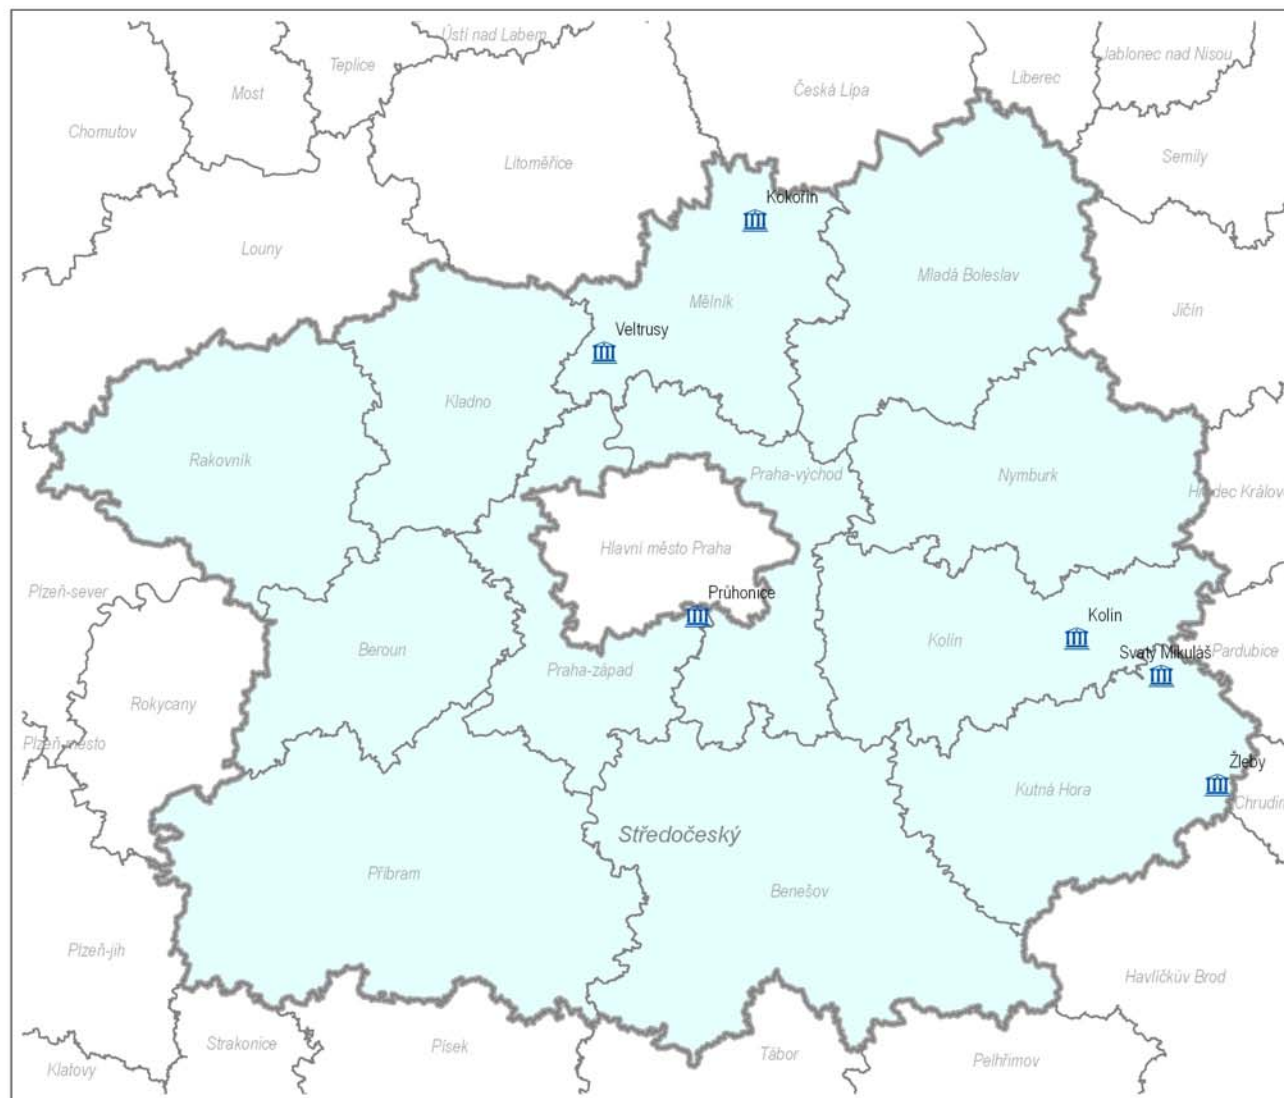 Ústí nad Labem
Teplice
Jablonec nad Nisou
Liberec
Most
Česká Lípa
Chomutov
Litoměřice
Semily
Kokořín
Louny
Mladá Boleslav
Mělník
Jičín
Veltrusy
Kladno
Rakovník
Praha-východ
Nymburk
Hradec Králov
Hlavní město Praha
Plzeň-sever
Průhonice
Kolín
Kolín
Beroun
Svatý Mikuláš
Pardubice
Praha-západ
Rokycany
Plzeň-město
Žleby
Kutná Hora
Chrudim
Středočeský
Příbram
Benešov
Plzeň-jih
Havlíčkův Brod
Strakonice
Písek
Tábor
Pelhřimov
Klatovy